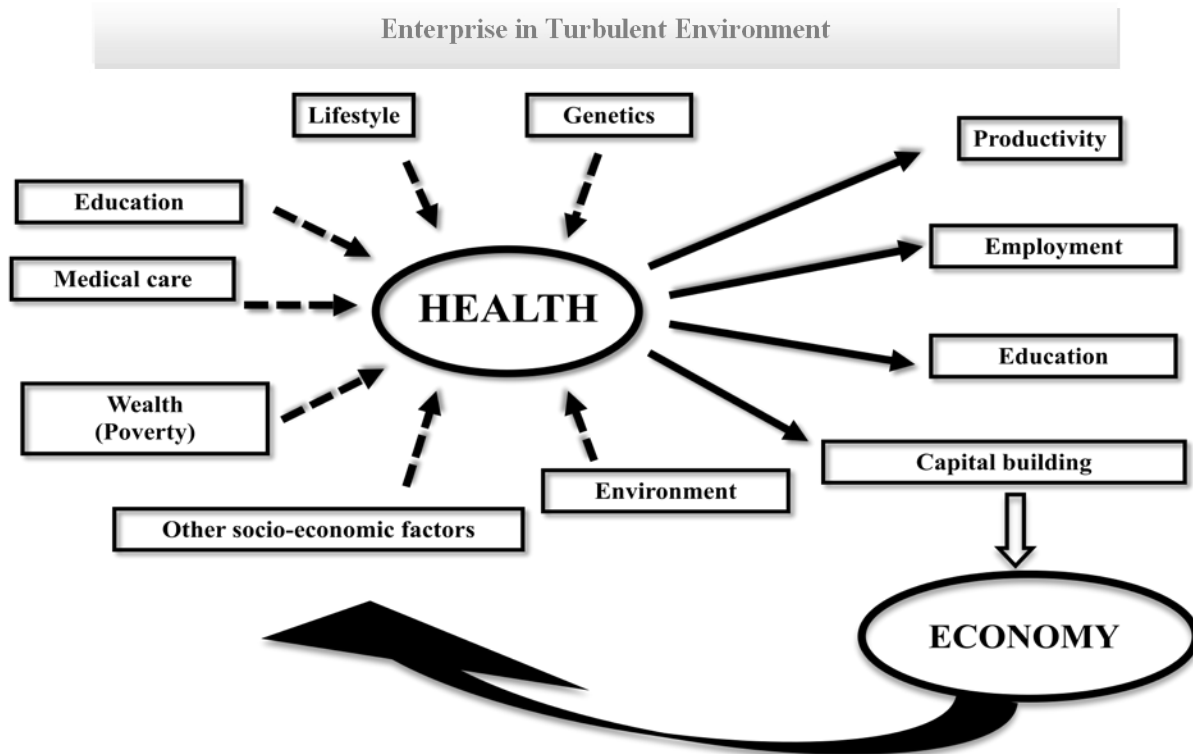 Enterprise in Turbulent Environment
Lifestyle
Genetics
Productivity
Education
Employment
Medical care
HEALTH
Education
Wealth
(Poverty)
Capital building
Environment
Other socio-economic factors
ECONOMY